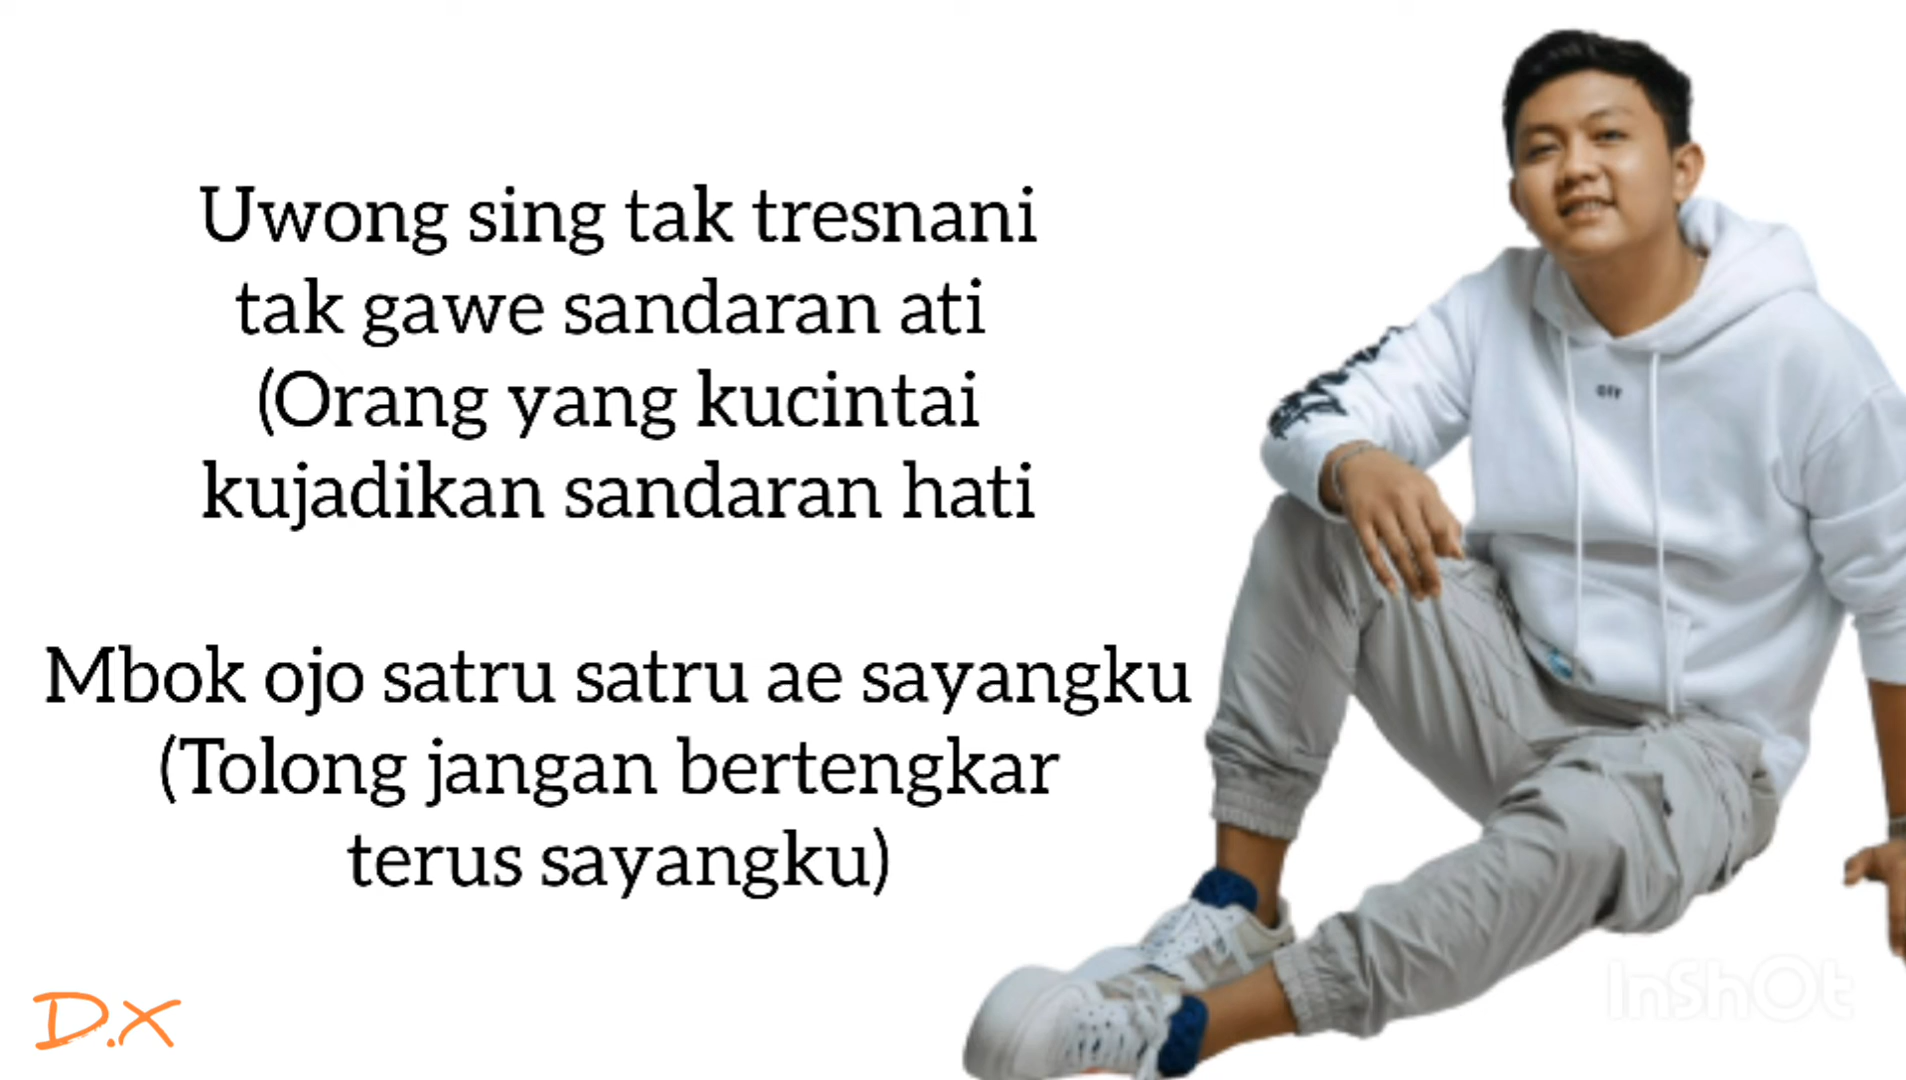 Uwong sing tak tresnani
tak gawe sandaran ati
(Orang yang kucintai
kujadikan sandaran hati
Mbok ojo satru satru ae sayangku
(Tolong jangan bertengkar
terus sayangku)
D.X
InShOt